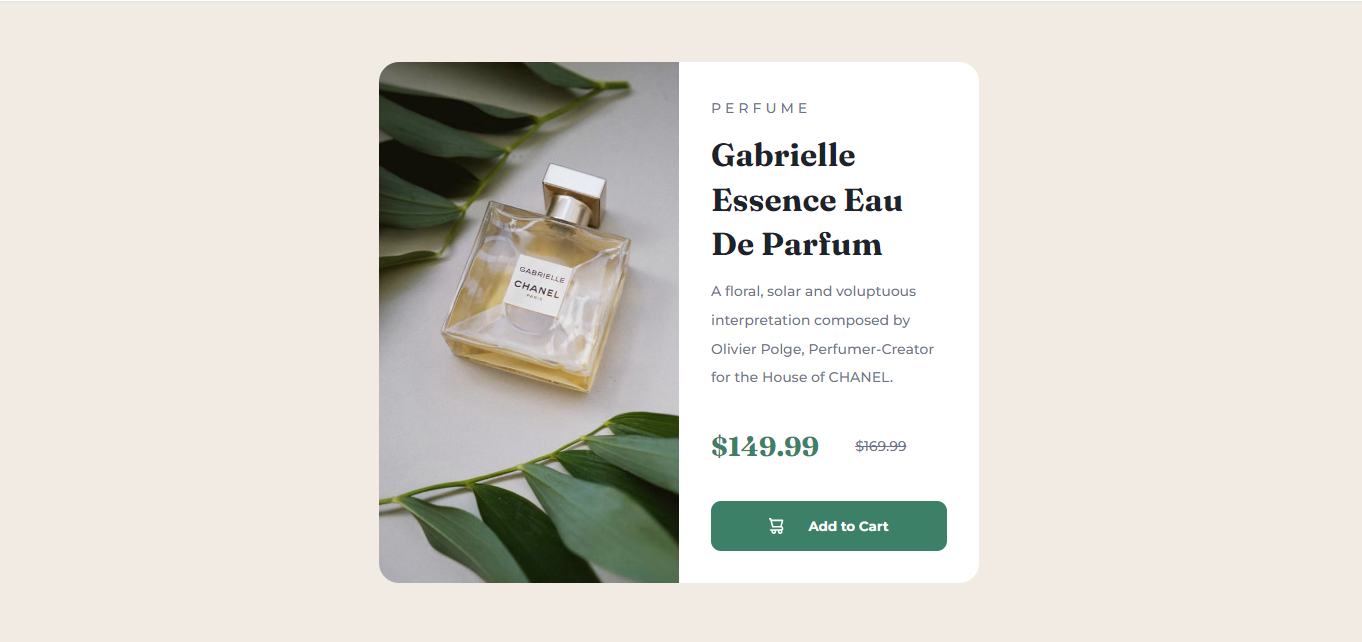 PERFUME
Gabrielle
Essence Eau
De Parfum
A floral, solar and voluptuous
interpretation composed by
Olivier Polge, Perfumer-Creator
for the House of CHANEL.
$149.99 $169.99
Add to Cart
GABRIELLE
CHANEL
PARIS